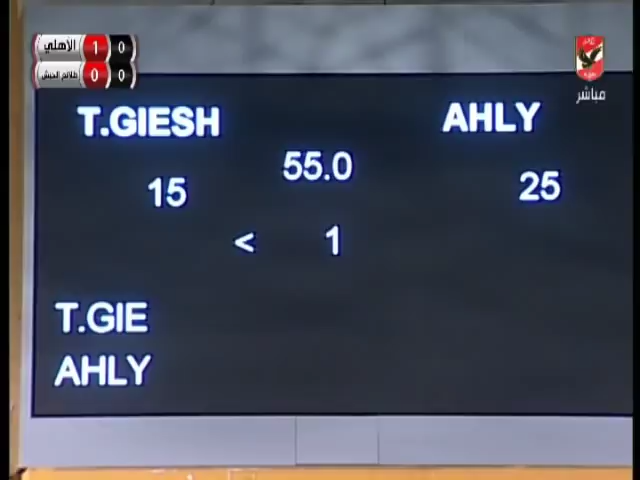 الأهلي 1 0
طلائع الجيش 0 0
مباشر
T.GIESH AHLY
55.0
15 25
< 1
T.GIE
AHLY